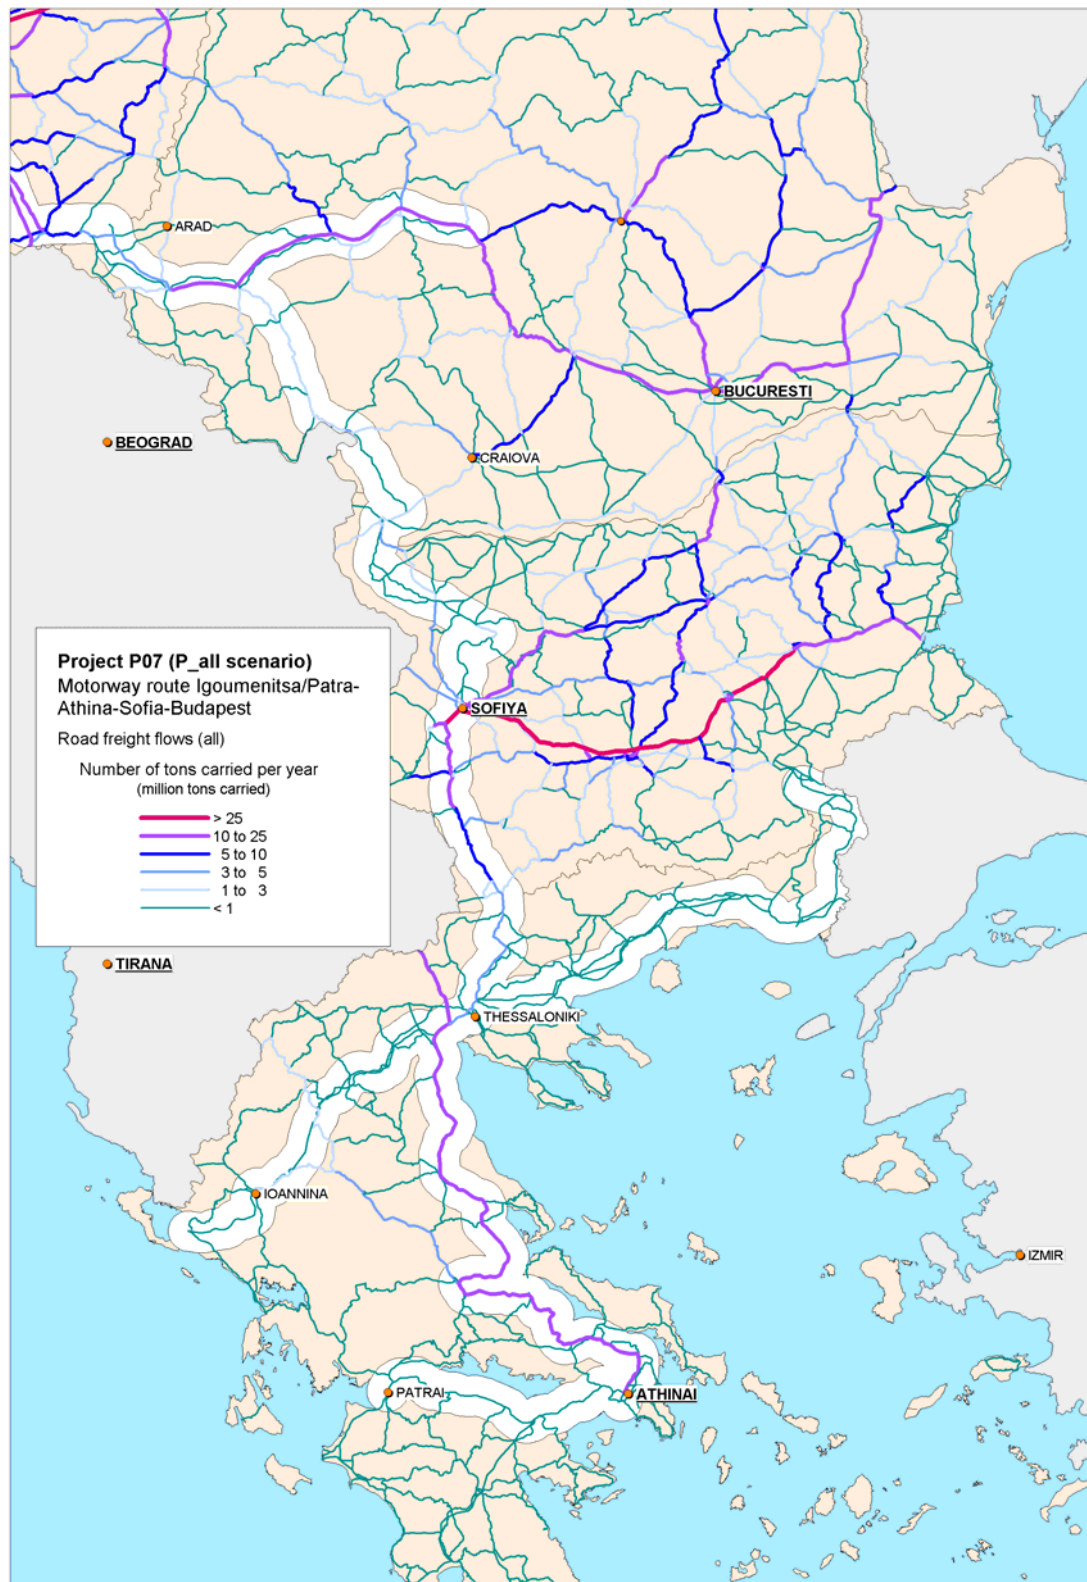 ARAD
BUCURESTI
BEOGRAD
CRAIOVA
Project P07 (P_all scenario)
Motorway route Igoumenitsa/Patra-
Athina-Sofia-Budapest
Road freight flows (all)
Number of tons carried per year
(million tons carried)
> 25
10 to 25
5 to 10
3 to 5
1 to 3
< 1
SOFIYA
TIRANA
THESSALONIKI
IOANNINA
IZMIR
PATRAI
ATHINAI